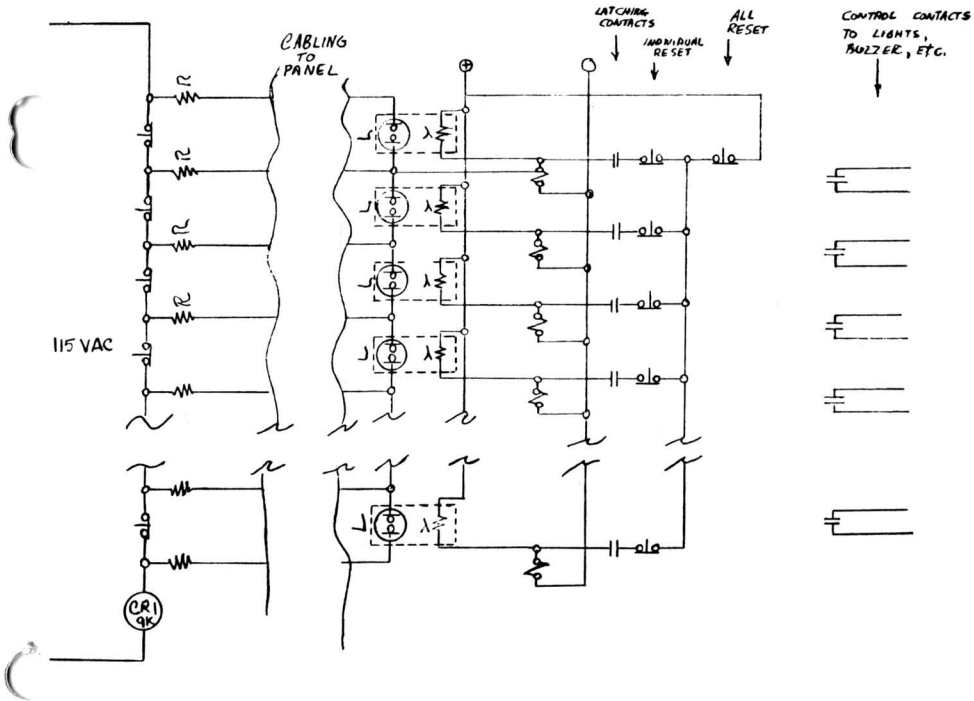 LATCHING
CONTACTS
INDIVIDUAL
RESET
ALL
RESET
CONTROL CONTACTS
TO LIGHTS,
BUZZER, ETC.
CABLING
TO
PANEL
+
R
R
R
R
L λ
L λ
L λ
L λ
115 VAC
L λ
CR1
9K